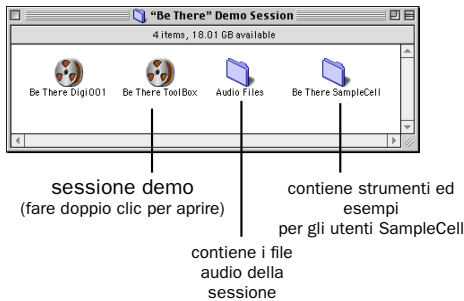 “Be There” Demo Session
4 items, 18.01 GB available
Be There Digi001
Be There ToolBox
Audio Files
Be There SampleCell
sessione demo
(fare doppio clic per aprire)
contiene strumenti ed
esempi
per gli utenti SampleCell
contiene i file
audio della
sessione